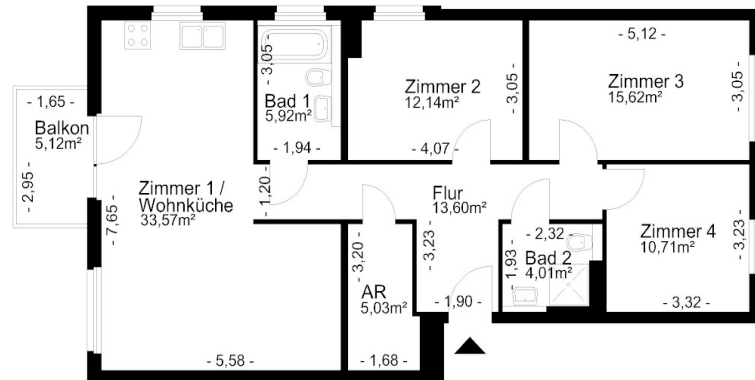 - 1,65 -
Balkon
5,12m²
- 2,95 -
Zimmer 1 /
Wohnküche
33,57m²
- 7,65 -
- 5,58 -
- 3,05 -
Bad 1
5,92m²
- 1,94 -
- 1,20 -
Zimmer 2
12,14m²
- 3,05 -
- 4,07 -
- 5,12 -
Zimmer 3
15,62m²
- 3,05 -
Flur
13,60m²
- 3,23 -
- 1,90 -
- 3,20 -
AR
5,03m²
- 1,68 -
- 2,32 -
- 1,93 -
Bad 2
4,01m²
Zimmer 4
10,71m²
- 3,23 -
- 3,32 -